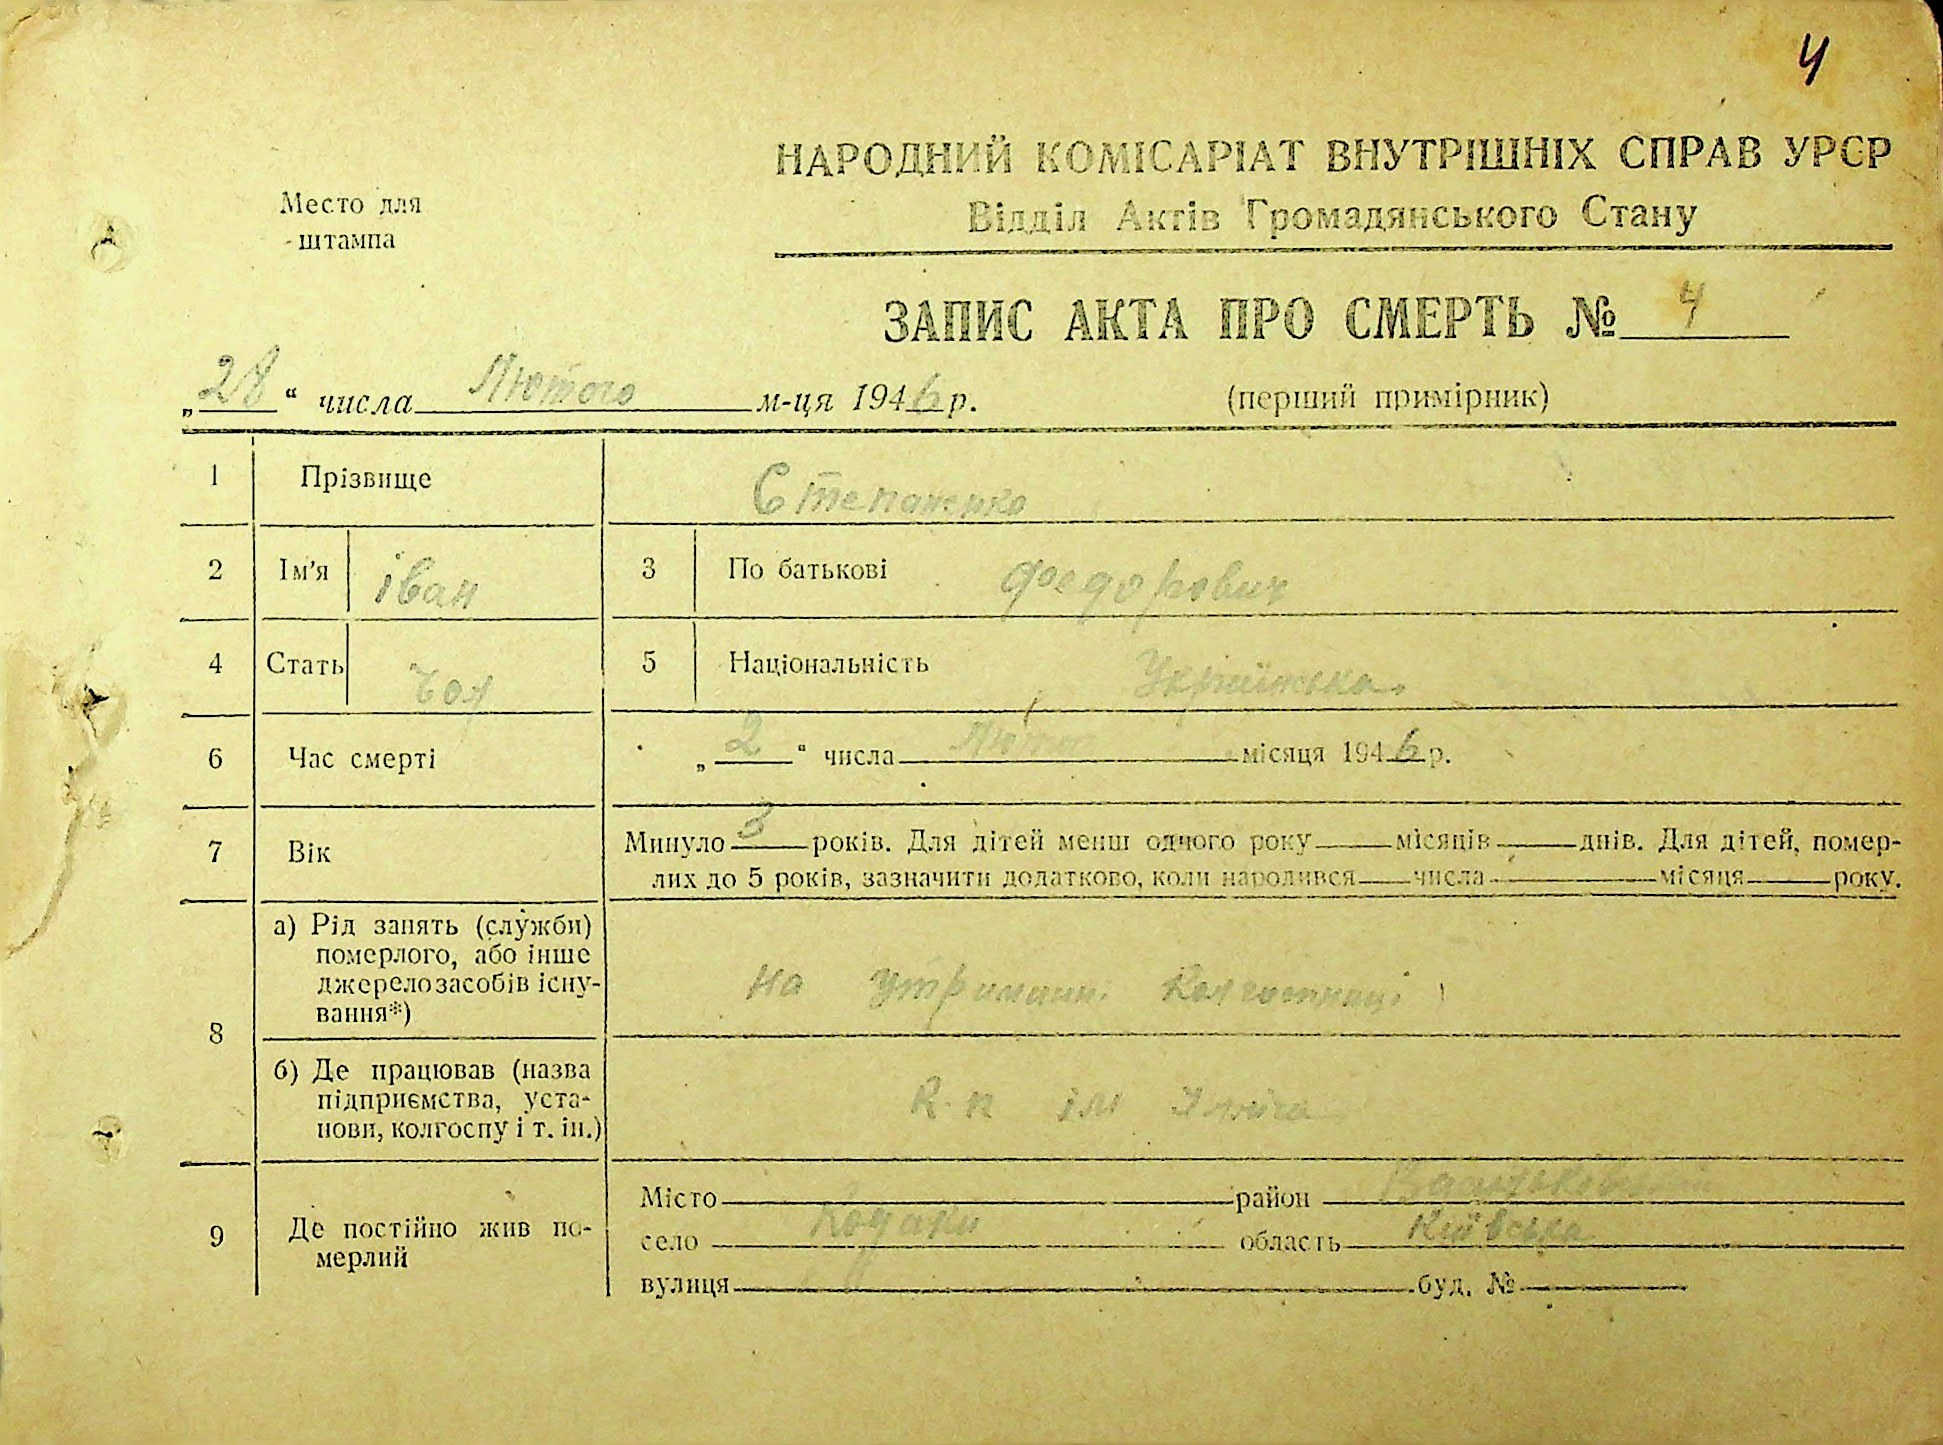 4
НАРОДНИЙ КОМІСАРІАТ ВНУТРІШНІХ СПРАВ УРСР
Место для
штампа
Відділ Актів Громадянського Стану
ЗАПИС АКТА ПРО СМЕРТЬ № 4
„28“ числа Лютого м-ця 1946 р.
(перший примірник)
1 Прізвище Степаненко
2 Ім'я іван 3 По батькові Федорович
4 Стать чол 5 Національність Українська
6 Час смерті „2“ числа Лютого місяця 1946 р.
7 Вік Минуло 3 років. Для дітей менш одного року місяців днів. Для дітей, помер-
лих до 5 років, зазначити додатково, коли народився числа місяця року.
8 а) Рід занять (служби)
померлого, або інше
джерело засобів існу-
вання*)
на утриманні Колгоспниці
б) Де працював (назва
підприємства, уста-
нови, колгоспу і т. ін.)
К-п ім Ілліча
9 Де постійно жив по-
мерлий
Місто район Васильківський
село Кодаки область Київська
вулиця буд. №